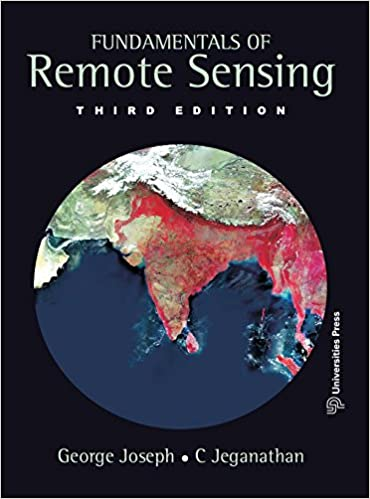 FUNDAMENTALS OF
Remote Sensing
THIRD EDITION
Universities Press
George Joseph • C Jeganathan